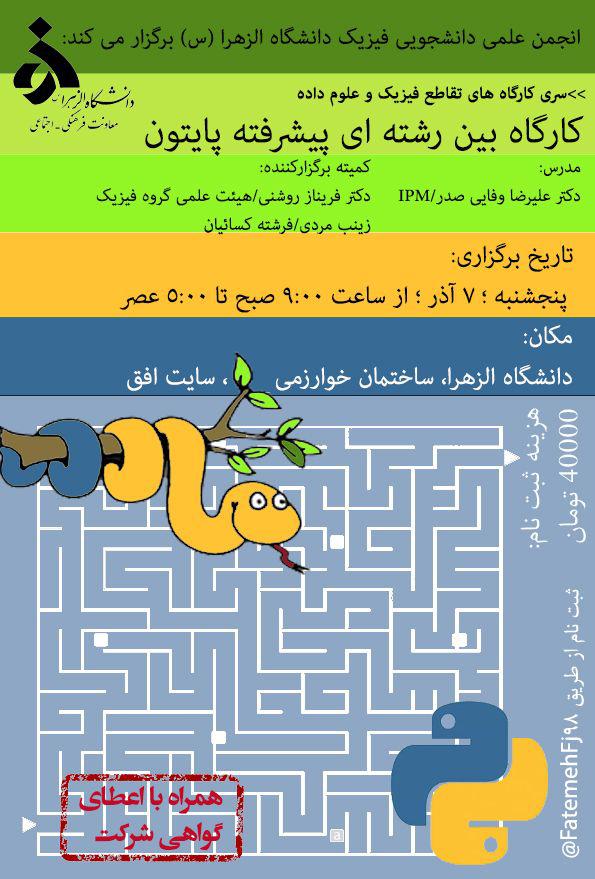 انجمن علمی دانشجویی فیزیک دانشگاه الزهرا (س) برگزار می کند:
دانشگاه الزهرا(س)
معاونت فرهنگی - اجتماعی
>>سری کارگاه های تقاطع فیزیک و علوم داده
کارگاه بین رشته ای پیشرفته پایتون
مدرس:
دکتر علیرضا وفایی صدر/IPM
کمیته برگزارکننده:
دکتر فریناز روشنی/هیئت علمی گروه فیزیک
زینب مردی/فرشته کسائیان
تاریخ برگزاری:
پنجشنبه ؛ ۷ آذر ؛ از ساعت ۹:۰۰ صبح تا ۵:۰۰ عصر
مکان:
دانشگاه الزهرا، ساختمان خوارزمی ، سایت افق
هزینه ثبت نام:
40000 تومان
ثبت نام از طریق
@FatemehFj۹۸
همراه با اعطای
گواهی شرکت
a